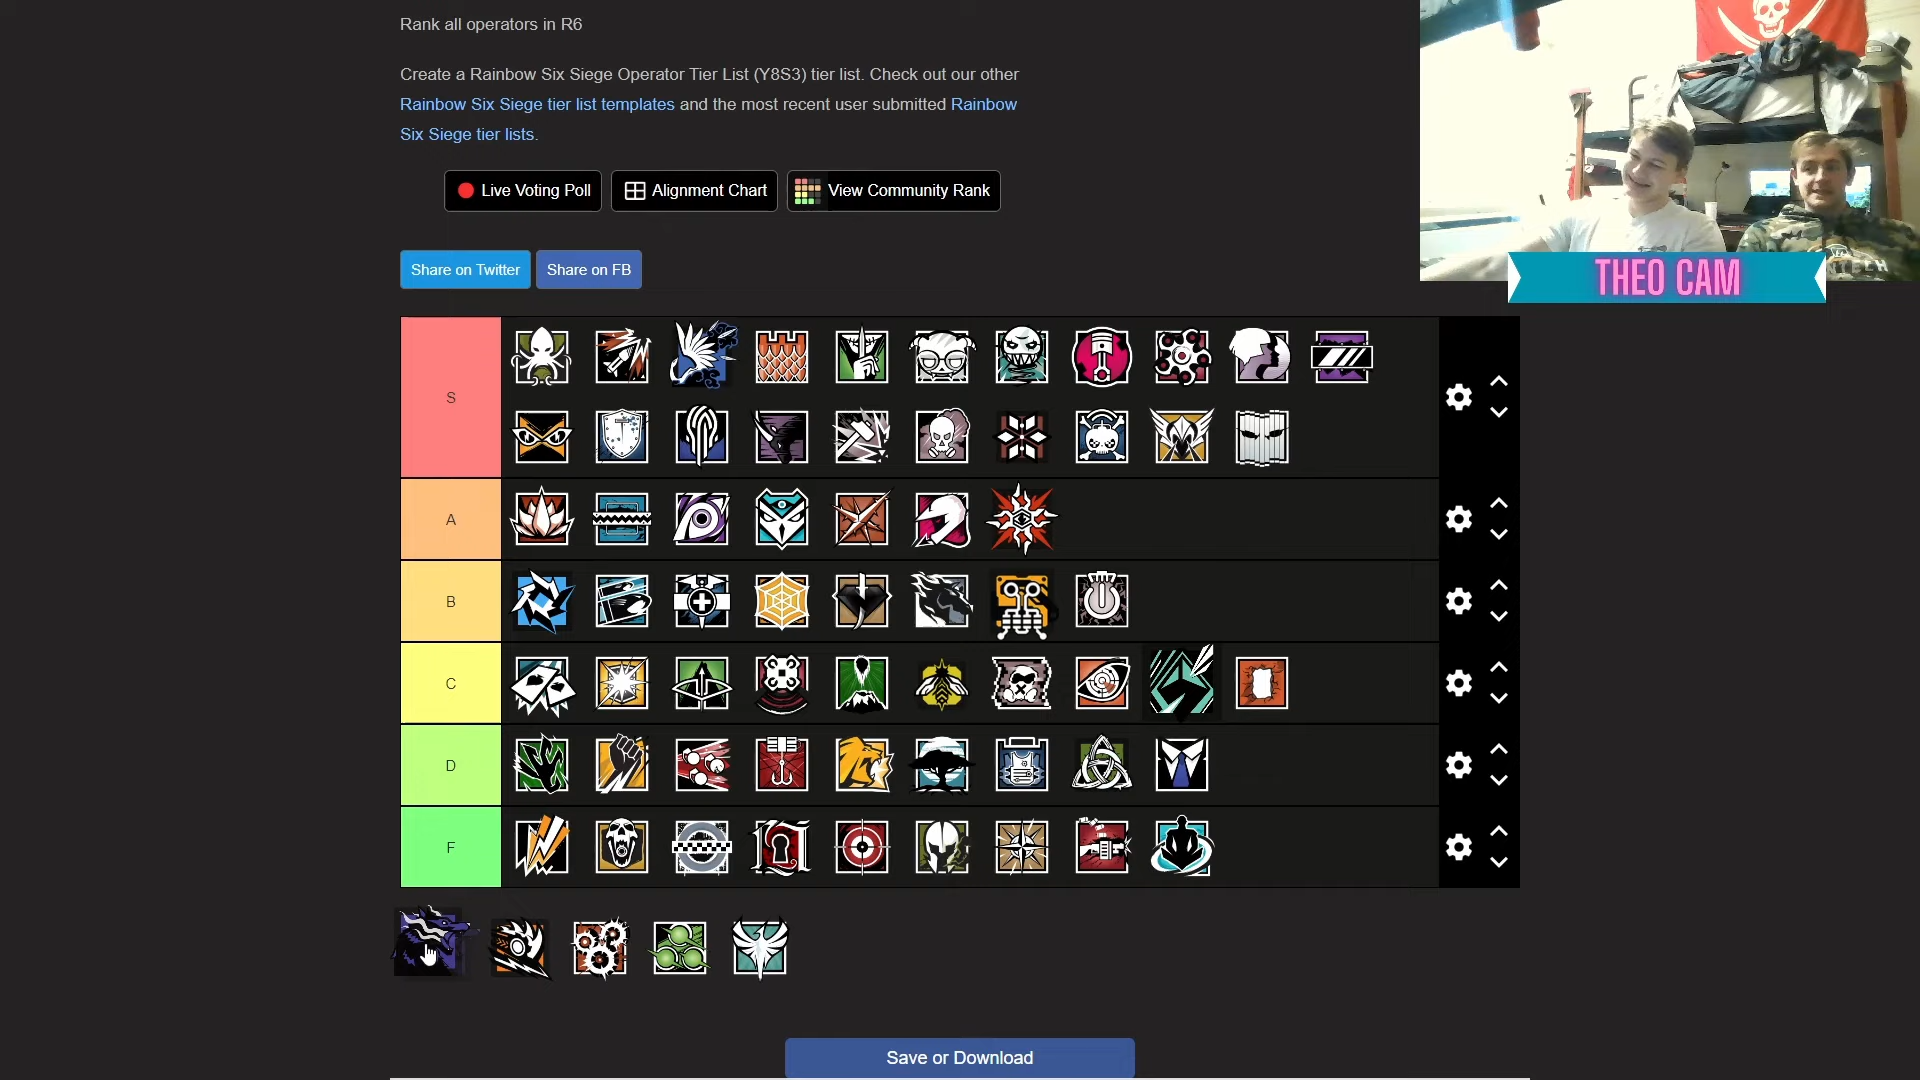 Rank all operators in R6
Create a Rainbow Six Siege Operator Tier List (Y8S3) tier list. Check out our other
Rainbow Six Siege tier list templates and the most recent user submitted Rainbow
Six Siege tier lists.
Live Voting Poll
Alignment Chart
View Community Rank
Share on Twitter
Share on FB
THEO CAM
S
A
B
C
D
F
Save or Download